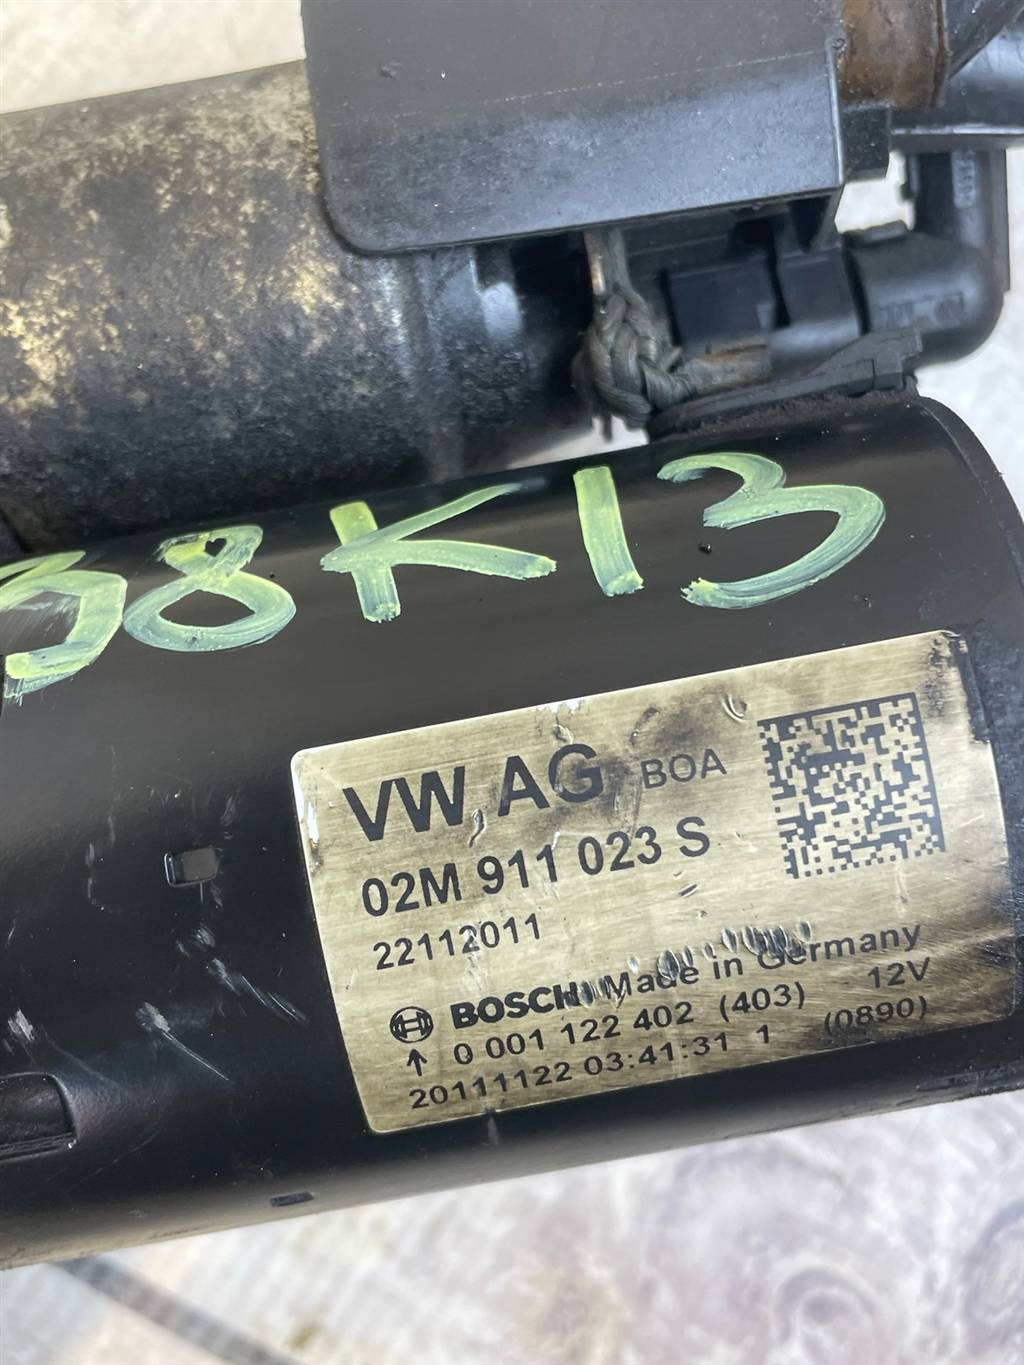 98K13
VW AG BOA
02M 911 023 S
22112011
BOSCH Made in Germany
0 001 122 402 (403) 12V
20111122 03:41:31 1 (0890)